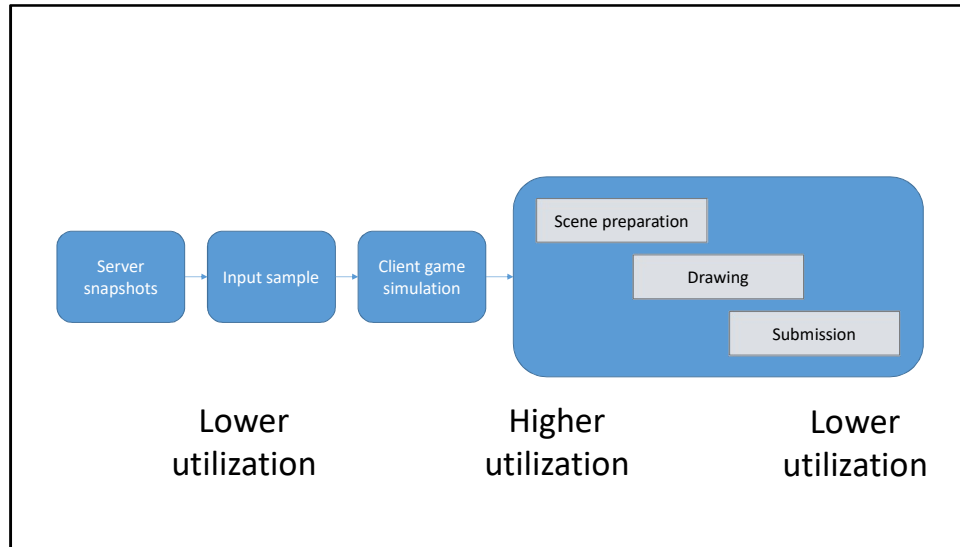 Server
snapshots
Input sample
Client game
simulation
Scene preparation
Drawing
Submission
Lower
utilization
Higher
utilization
Lower
utilization